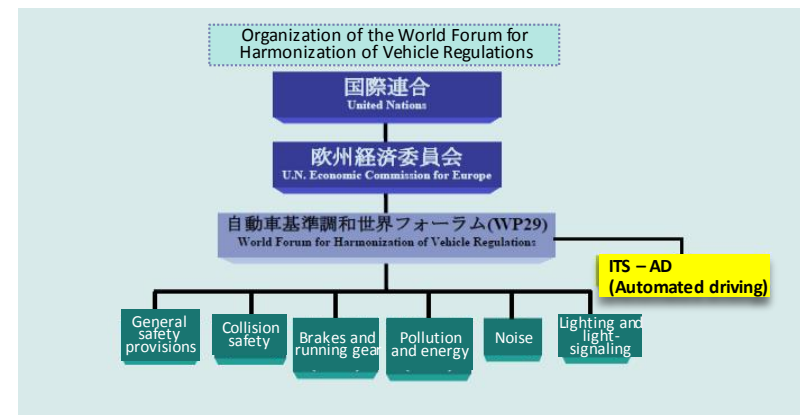 Organization of the World Forum for
Harmonization of Vehicle Regulations
国際連合
United Nations
欧州経済委員会
U.N. Economic Commission for Europe
自動車基準調和世界フォーラム(WP29)
World Forum for Harmonization of Vehicle Regulations
ITS – AD
(Automated driving)
General
safety
provisions
Collision
safety
Brakes and
running gear
Pollution
and energy
Noise
Lighting and
light-
signaling